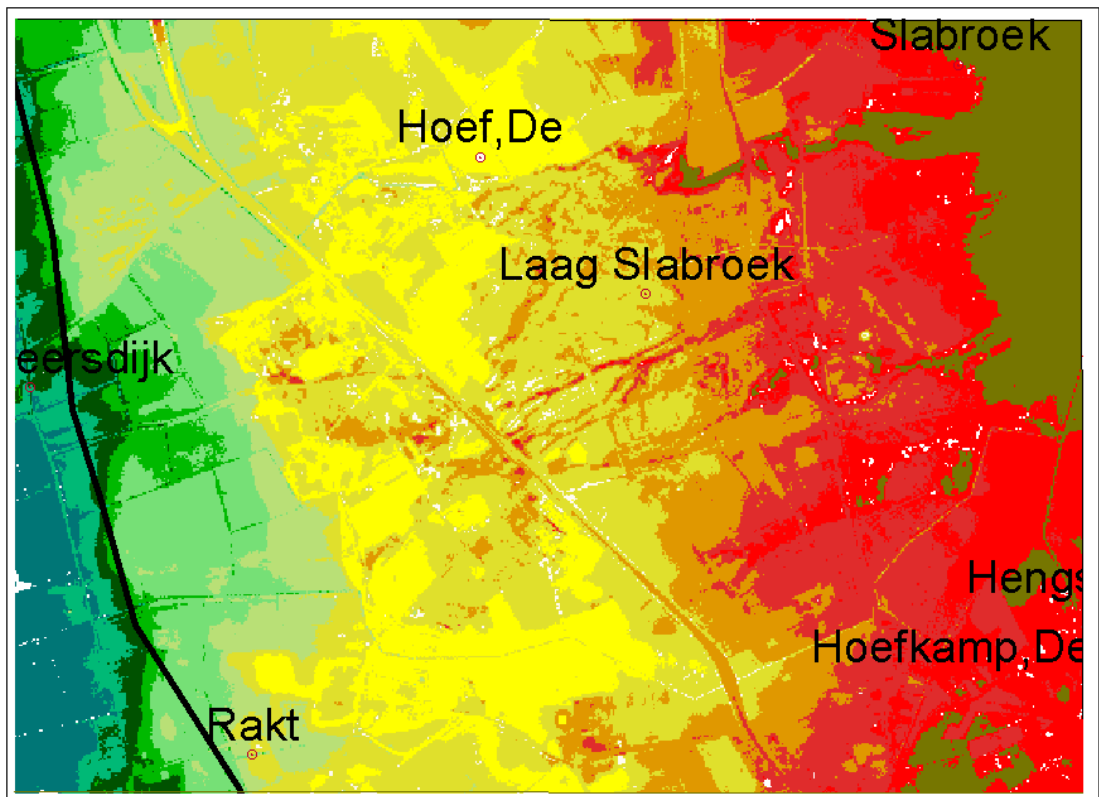 Slabroek
Hoef,De
Laag Slabroek
eersdijk
Hengs
Hoefkamp,De
Rakt